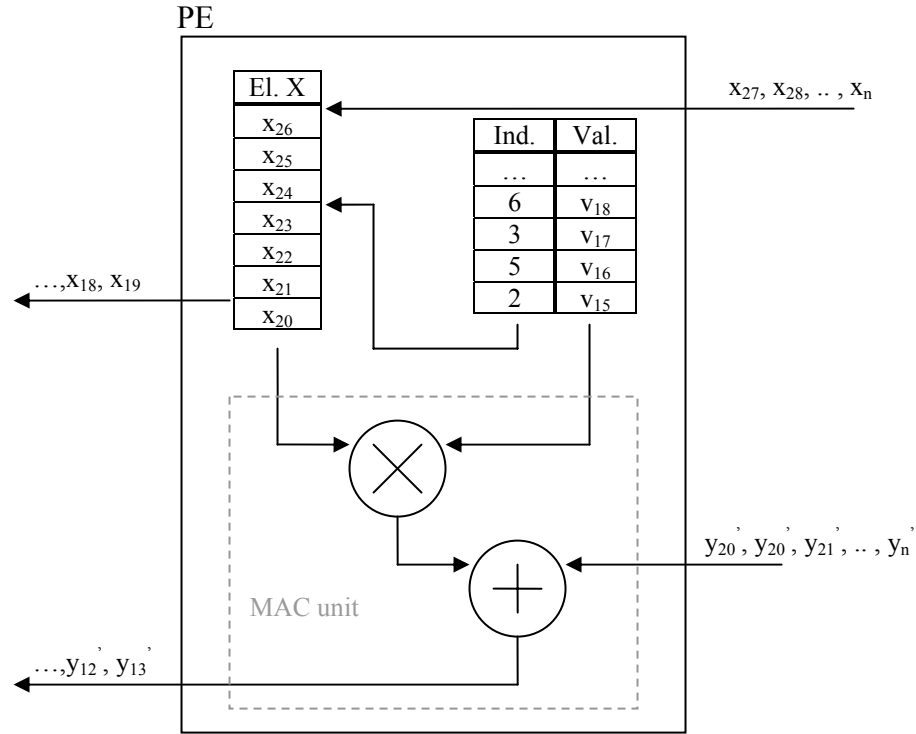 PE
El. X
x₂₆
x₂₅
x₂₄
x₂₃
x₂₂
x₂₁
x₂₀
x₂₇, x₂₈, .. , xₙ
Ind. Val.
... ...
6 v₁₈
3 v₁₇
5 v₁₆
2 v₁₅
...,x₁₈, x₁₉
y₂₀’, y₂₀’, y₂₁’, .. , yₙ’
MAC unit
...,y₁₂’, y₁₃’